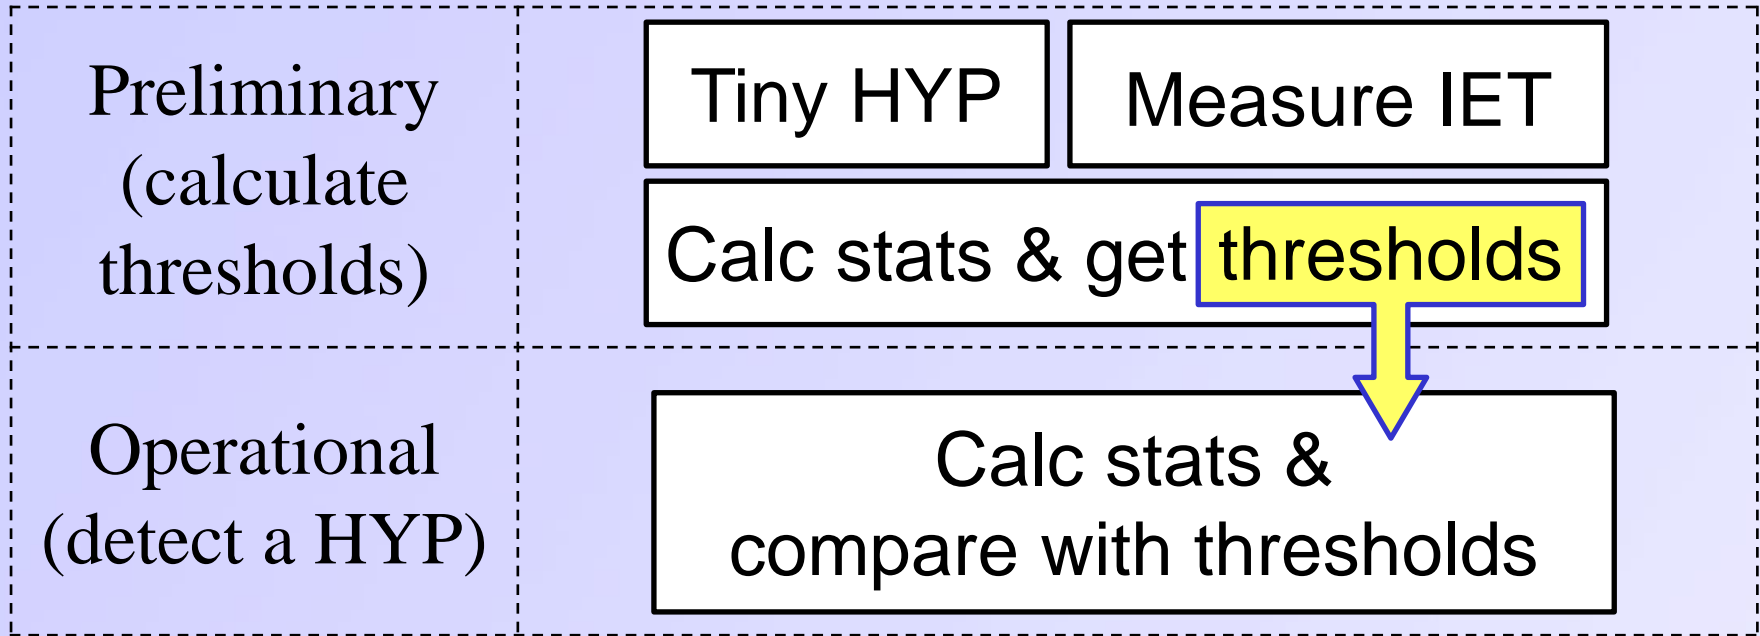 Preliminary
(calculate
thresholds)
Tiny HYP
Measure IET
Calc stats & get thresholds
Operational
(detect a HYP)
Calc stats &
compare with thresholds